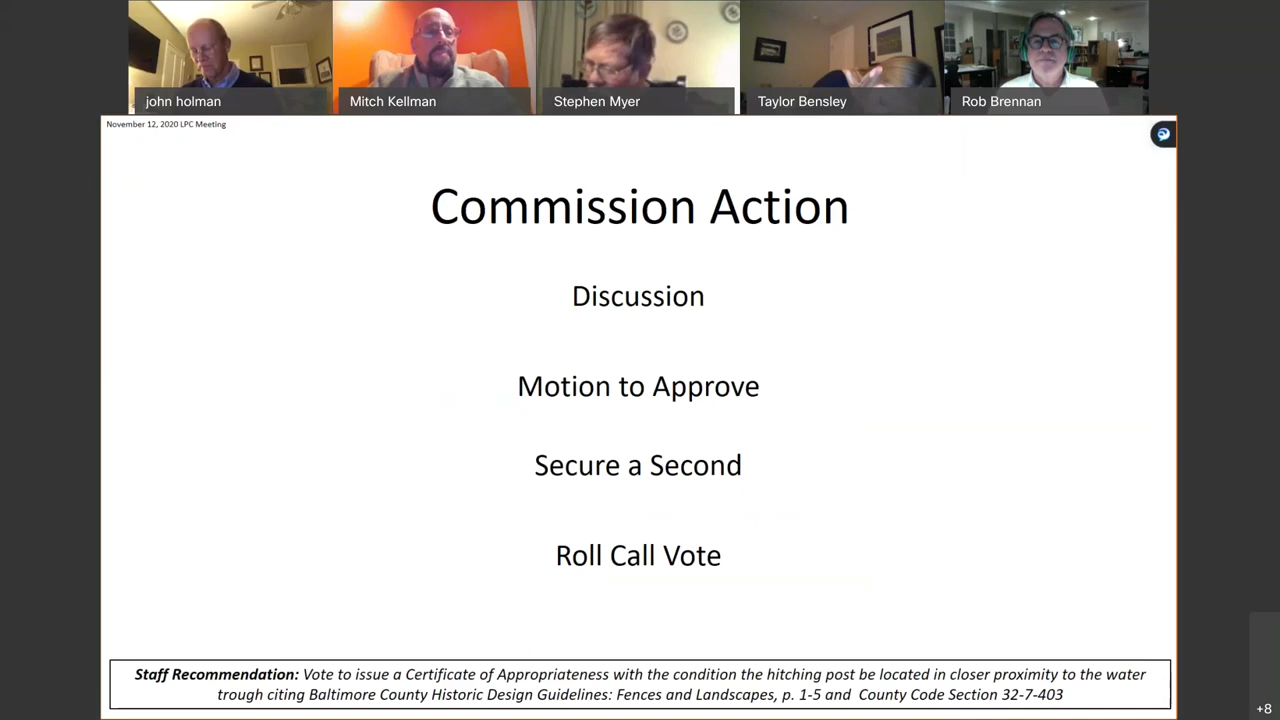 john holman
Mitch Kellman
Stephen Myer
Taylor Bensley
Rob Brennan
November 12, 2020 LPC Meeting
Commission Action
Discussion
Motion to Approve
Secure a Second
Roll Call Vote
Staff Recommendation: Vote to issue a Certificate of Appropriateness with the condition the hitching post be located in closer proximity to the water
trough citing Baltimore County Historic Design Guidelines: Fences and Landscapes, p. 1-5 and County Code Section 32-7-403
+8